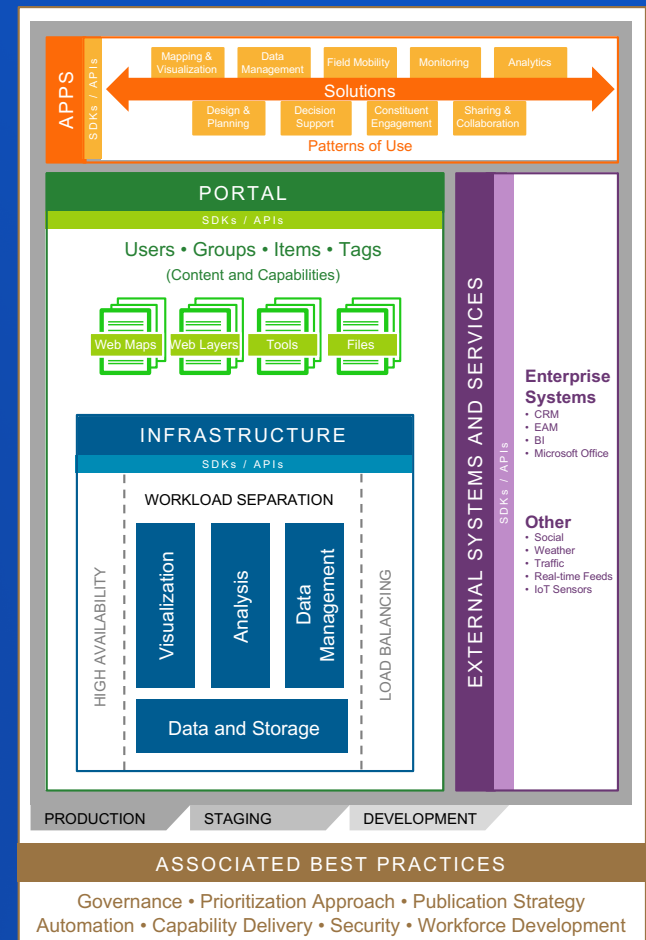 APPS
SDKs / APIs
Mapping &
Visualization
Data
Management
Field Mobility
Monitoring
Analytics
Solutions
Design &
Planning
Decision
Support
Constituent
Engagement
Sharing &
Collaboration
Patterns of Use
PORTAL
SDKs / APIs
Users • Groups • Items • Tags
(Content and Capabilities)
Web Maps
Web Layers
Tools
Files
INFRASTRUCTURE
SDKs / APIs
WORKLOAD SEPARATION
HIGH AVAILABILITY
Visualization
Analysis
Data
Management
LOAD BALANCING
Data and Storage
EXTERNAL SYSTEMS AND SERVICES
SDKs / APIs
Enterprise
Systems
• CRM
• EAM
• BI
• Microsoft Office
Other
• Social
• Weather
• Traffic
• Real-time Feeds
• IoT Sensors
PRODUCTION
STAGING
DEVELOPMENT
ASSOCIATED BEST PRACTICES
Governance • Prioritization Approach • Publication Strategy
Automation • Capability Delivery • Security • Workforce Development